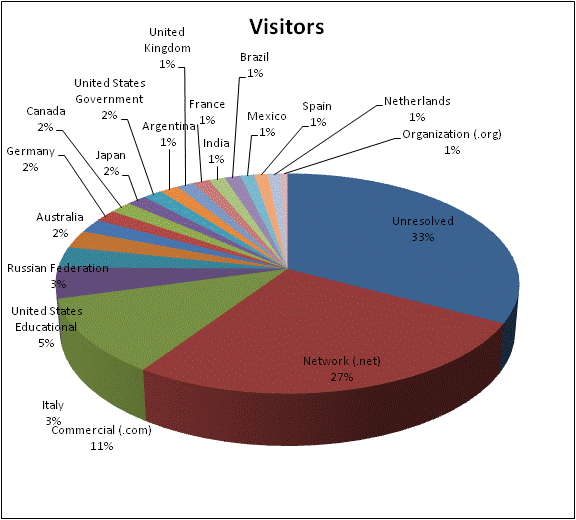 Visitors
United
Kingdom
1%
Brazil
1%
United States
Government
2%
France
1%
Spain
1%
Netherlands
1%
Canada
2%
Argentina
1%
India
1%
Mexico
1%
Organization (.org)
1%
Germany
2%
Japan
2%
Australia
2%
Unresolved
33%
Russian Federation
3%
United States
Educational
5%
Network (.net)
27%
Italy
3%
Commercial (.com)
11%